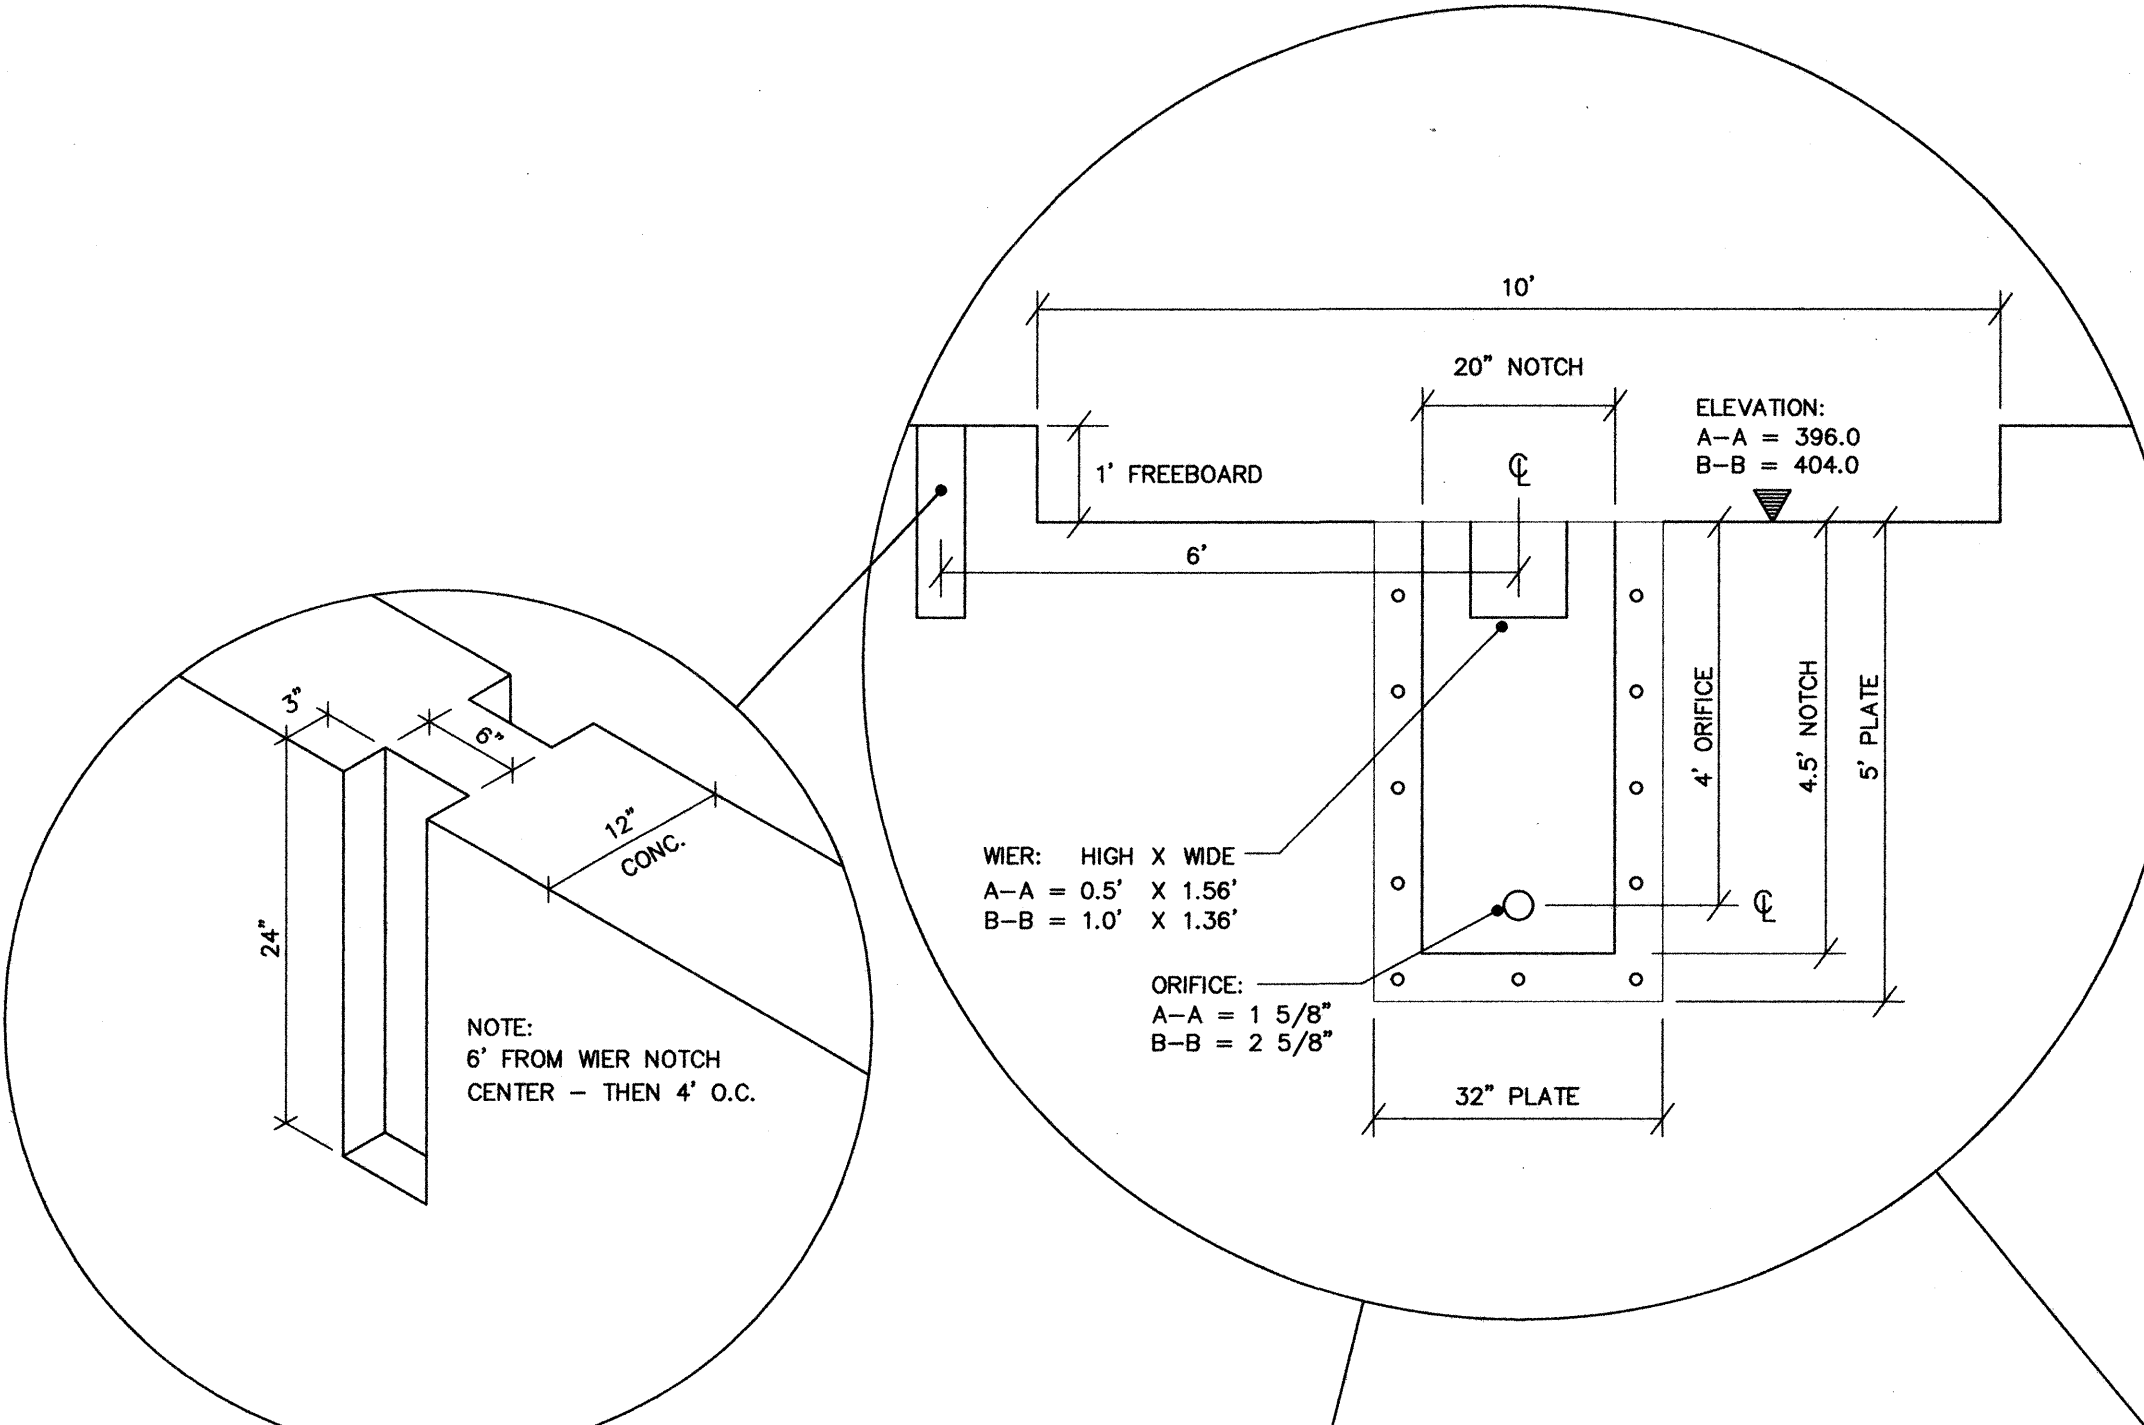 10'
20" NOTCH
ELEVATION:
A-A = 396.0
B-B = 404.0
℄
1' FREEBOARD
6'
4' ORIFICE
4.5' NOTCH
5' PLATE
WIER: HIGH X WIDE
A-A = 0.5' X 1.56'
B-B = 1.0' X 1.36'
℄
ORIFICE:
A-A = 1 5/8"
B-B = 2 5/8"
32" PLATE
3"
6"
12"
CONC.
24"
NOTE:
6' FROM WIER NOTCH
CENTER - THEN 4' O.C.